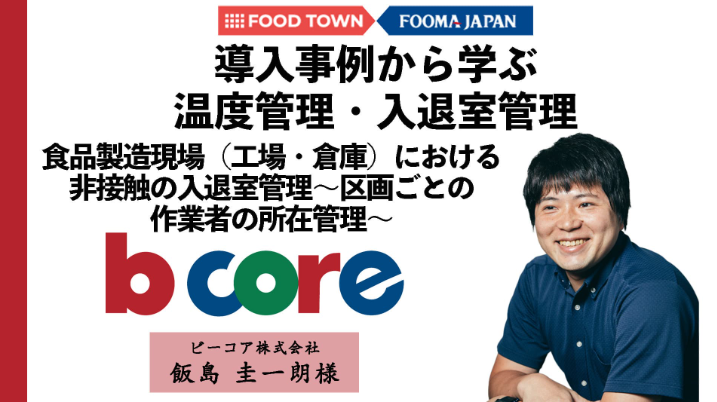 FOOD TOWN
FOOMA JAPAN
導入事例から学ぶ
温度管理・入退室管理
食品製造現場（工場・倉庫）における
非接触の入退室管理～区画ごとの
作業者の所在管理～
b core
ビーコア株式会社
飯島 圭一朗様